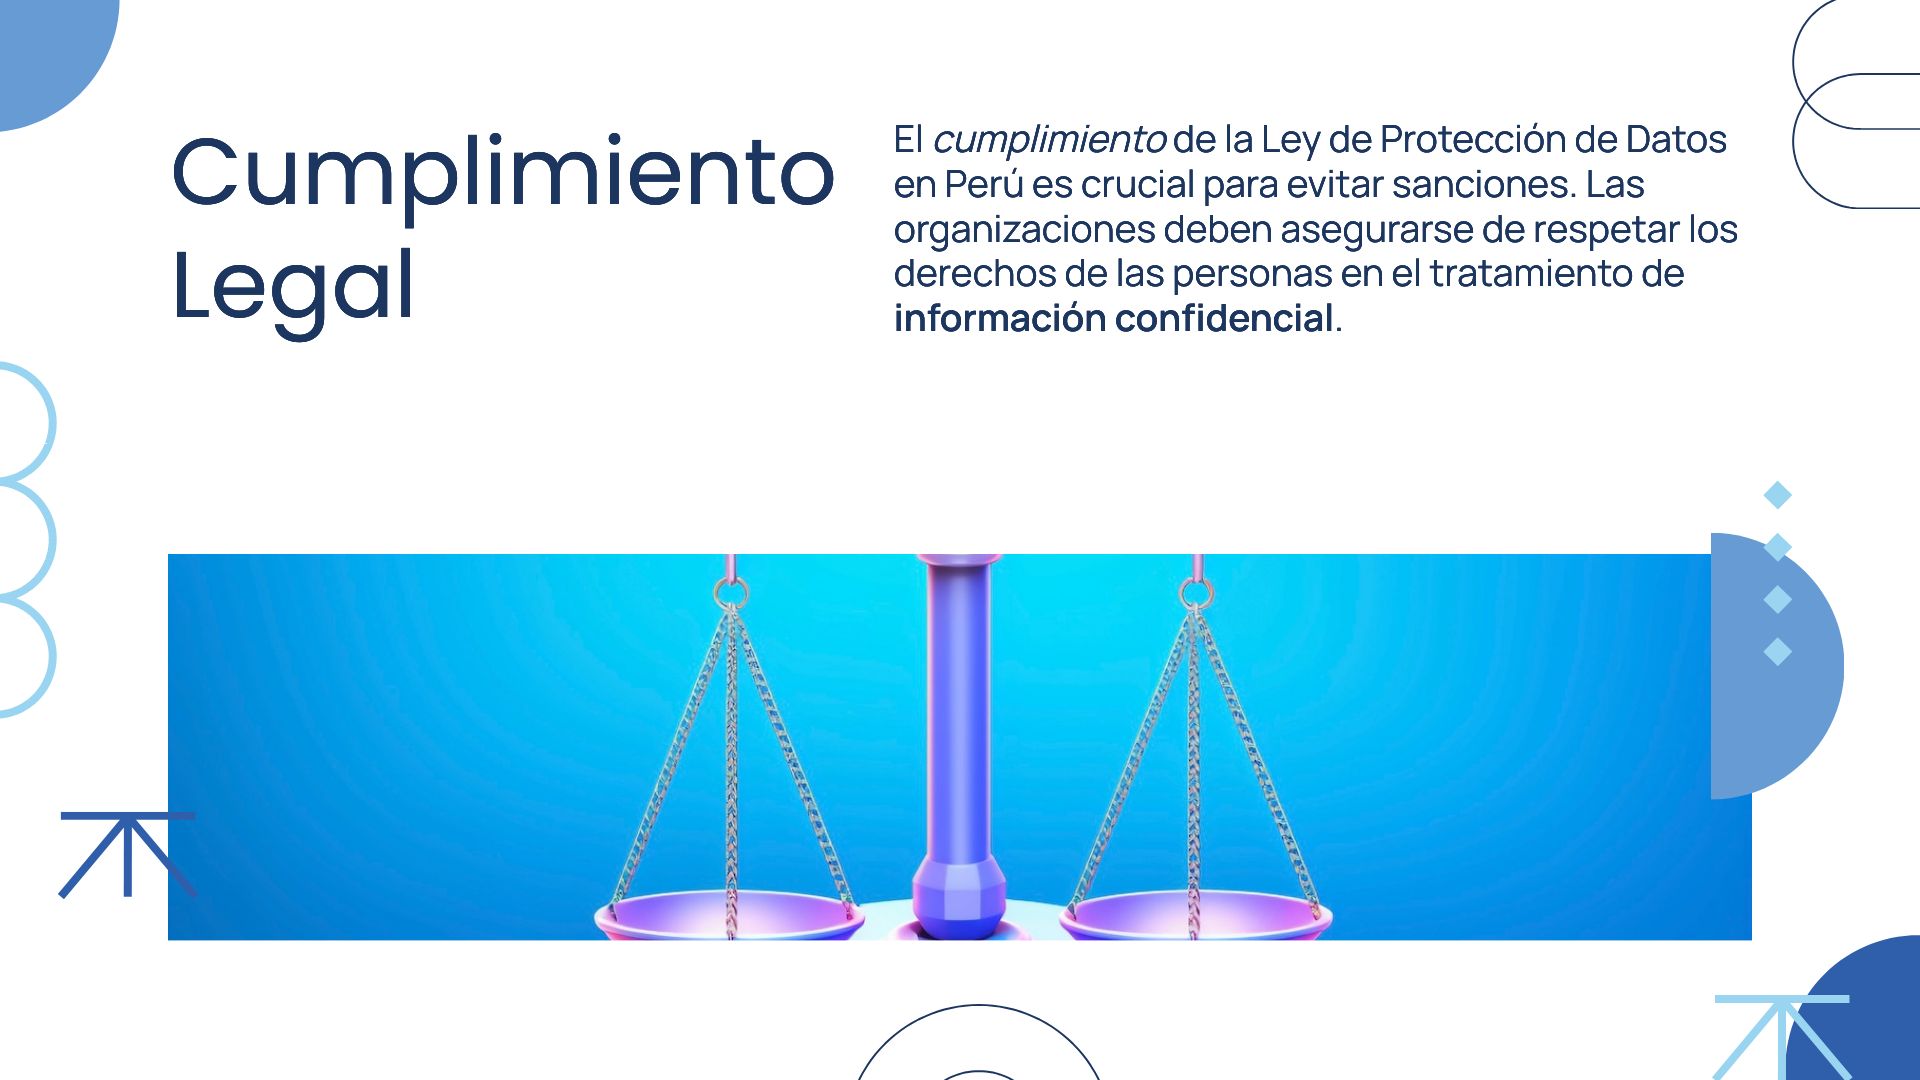 Cumplimiento
Legal
El cumplimiento de la Ley de Protección de Datos
en Perú es crucial para evitar sanciones. Las
organizaciones deben asegurarse de respetar los
derechos de las personas en el tratamiento de
información confidencial.